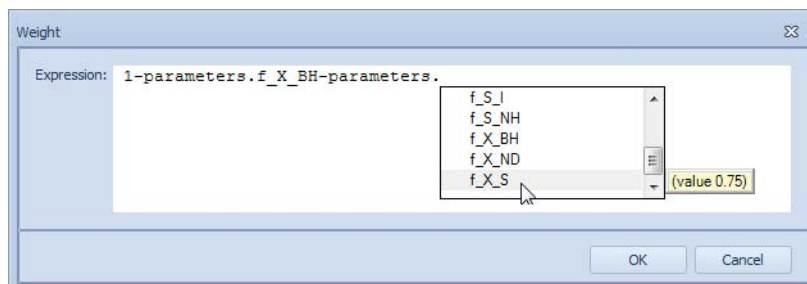 Weight
Expression: 1-parameters.f_X_BH-parameters.
f_S_I
f_S_NH
f_X_BH
f_X_ND
f_X_S (value 0.75)
OK Cancel